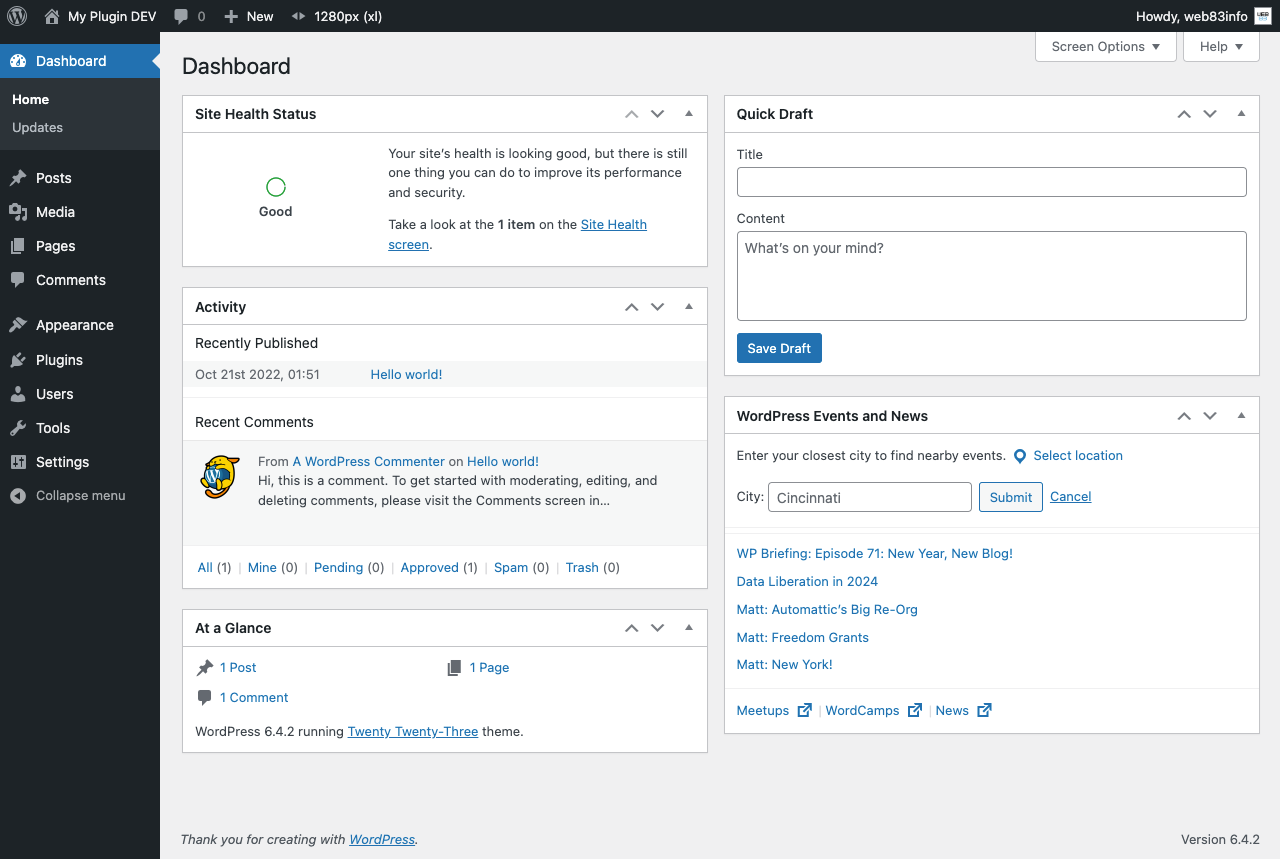 My Plugin DEV
0
New
1280px (xl)
Howdy, web83info
Dashboard
Home
Updates
Posts
Media
Pages
Comments
Appearance
Plugins
Users
Tools
Settings
Collapse menu
Screen Options
Help
Dashboard
Site Health Status
Good
Your site’s health is looking good, but there is still
one thing you can do to improve its performance
and security.
Take a look at the 1 item on the Site Health
screen.
Activity
Recently Published
Oct 21st 2022, 01:51 Hello world!
Recent Comments
From A WordPress Commenter on Hello world!
Hi, this is a comment. To get started with moderating, editing, and
deleting comments, please visit the Comments screen in…
All (1) | Mine (0) | Pending (0) | Approved (1) | Spam (0) | Trash (0)
At a Glance
1 Post
1 Page
1 Comment
WordPress 6.4.2 running Twenty Twenty-Three theme.
Quick Draft
Title
Content
What’s on your mind?
Save Draft
WordPress Events and News
Enter your closest city to find nearby events. Select location
City: Cincinnati Submit Cancel
WP Briefing: Episode 71: New Year, New Blog!
Data Liberation in 2024
Matt: Automattic’s Big Re-Org
Matt: Freedom Grants
Matt: New York!
Meetups | WordCamps | News
Thank you for creating with WordPress.
Version 6.4.2